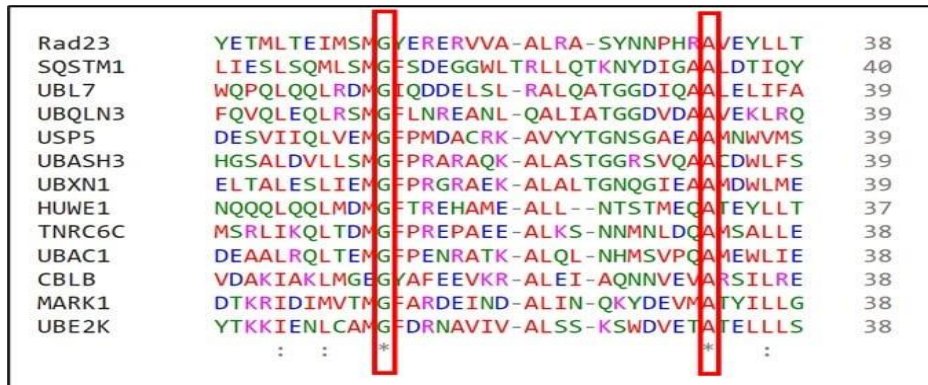 Rad23 YETMLTEIMSMGYERERVVA-ALRA-SYNNPHRAVEYLLT 38
SQSTM1 LIESLSQMLSMGFSDEGGWLTRLLQTKNYDIGAALDTIQY 40
UBL7 WQPQLQQLRDMGIQDDELSL-RALQATGGDIQAALELIFA 39
UBQLN3 FQVQLEQLRSMGFLNREANL-QALIATGGDVDAAVEKLRQ 39
USP5 DESVIIQLVEMGFPMDACRK-AVYYTGNSGAEAAMNWVMS 39
UBASH3 HGSALDVLLSMGFPRARAQK-ALASTGGRSVQAACDWLFS 39
UBXN1 ELTALESLIEMGFPRGRAEK-ALALTGNQGIEAAMDWLME 39
HUWE1 NQQQLQQLMDMGFTREHAME-ALL--NTSTMEQATEYLLT 37
TNRC6C MSRLIKQLTDMGFPREPAEE-ALKS-NNMNLDQAMSALLE 38
UBAC1 DEAALRQLTEMGFPENRATK-ALQL-NHMSVPQAMEWLIE 38
CBLB VDAKIAKLMGEGYAFEEVKR-ALEI-AQNNVEVARSILRE 38
MARK1 DTKRIDIMVTMGFARDEIND-ALIN-QKYDEVMATYILLG 38
UBE2K YTKKIENLCAMGFDRNAVIV-ALSS-KSWDVETATELLLS 38
: : * * :